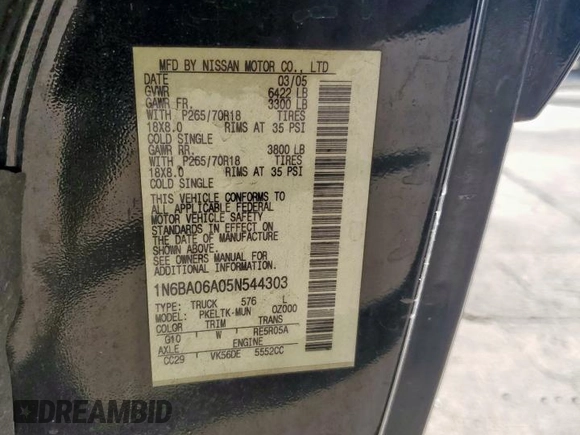 MFD BY NISSAN MOTOR CO., LTD
DATE 03/05
GVWR 6422 LB
GAWR FR. 3300 LB
WITH P265/70R18 TIRES
18X8.0 RIMS AT 35 PSI
COLD SINGLE
GAWR RR. 3800 LB
WITH P265/70R18 TIRES
18X8.0 RIMS AT 35 PSI
COLD SINGLE
THIS VEHICLE CONFORMS TO
ALL APPLICABLE FEDERAL
MOTOR VEHICLE SAFETY
STANDARDS IN EFFECT ON
THE DATE OF MANUFACTURE
SHOWN ABOVE.
SEE OWNERS MANUAL FOR
ADDITIONAL INFORMATION.
1N6BA06A05N544303
TYPE: TRUCK 576 L
MODEL: PKELTK-MUN QZ000
COLOR TRIM TRANS
G10 W RE5R05A
AXLE ENGINE
CC29 VK56DE 5552CC
DREAMBID